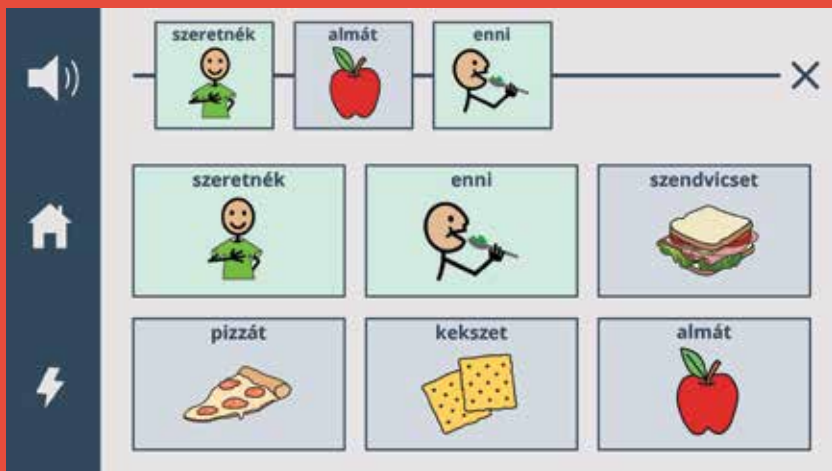 szeretnék almát enni
szeretnék enni szendvicset
pizzát kekszet almát